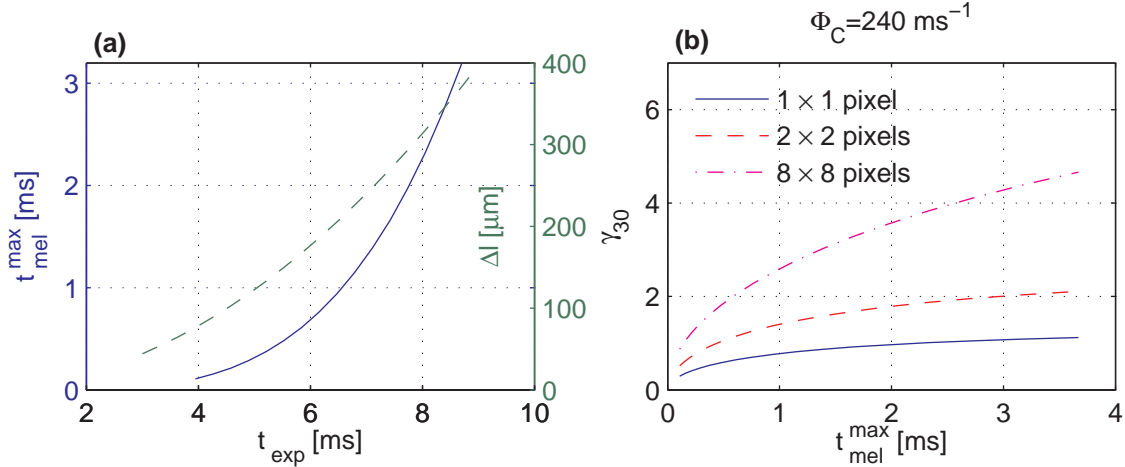 (a)
3
2
1
0
t_mel^max [ms]
2 4 6 8 10
t_exp [ms]
400
300
200
100
0
Δl [μm]
Φ_C=240 ms⁻¹
(b)
1 × 1 pixel
2 × 2 pixels
8 × 8 pixels
6
4
2
0
γ_30
0 1 2 3 4
t_mel^max [ms]